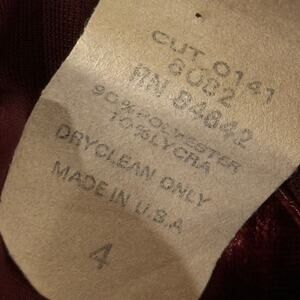 CUT. 0141
6082
RN 84842
90% POLYESTER
10% LYCRA
DRYCLEAN ONLY
MADE IN U.S.A
4